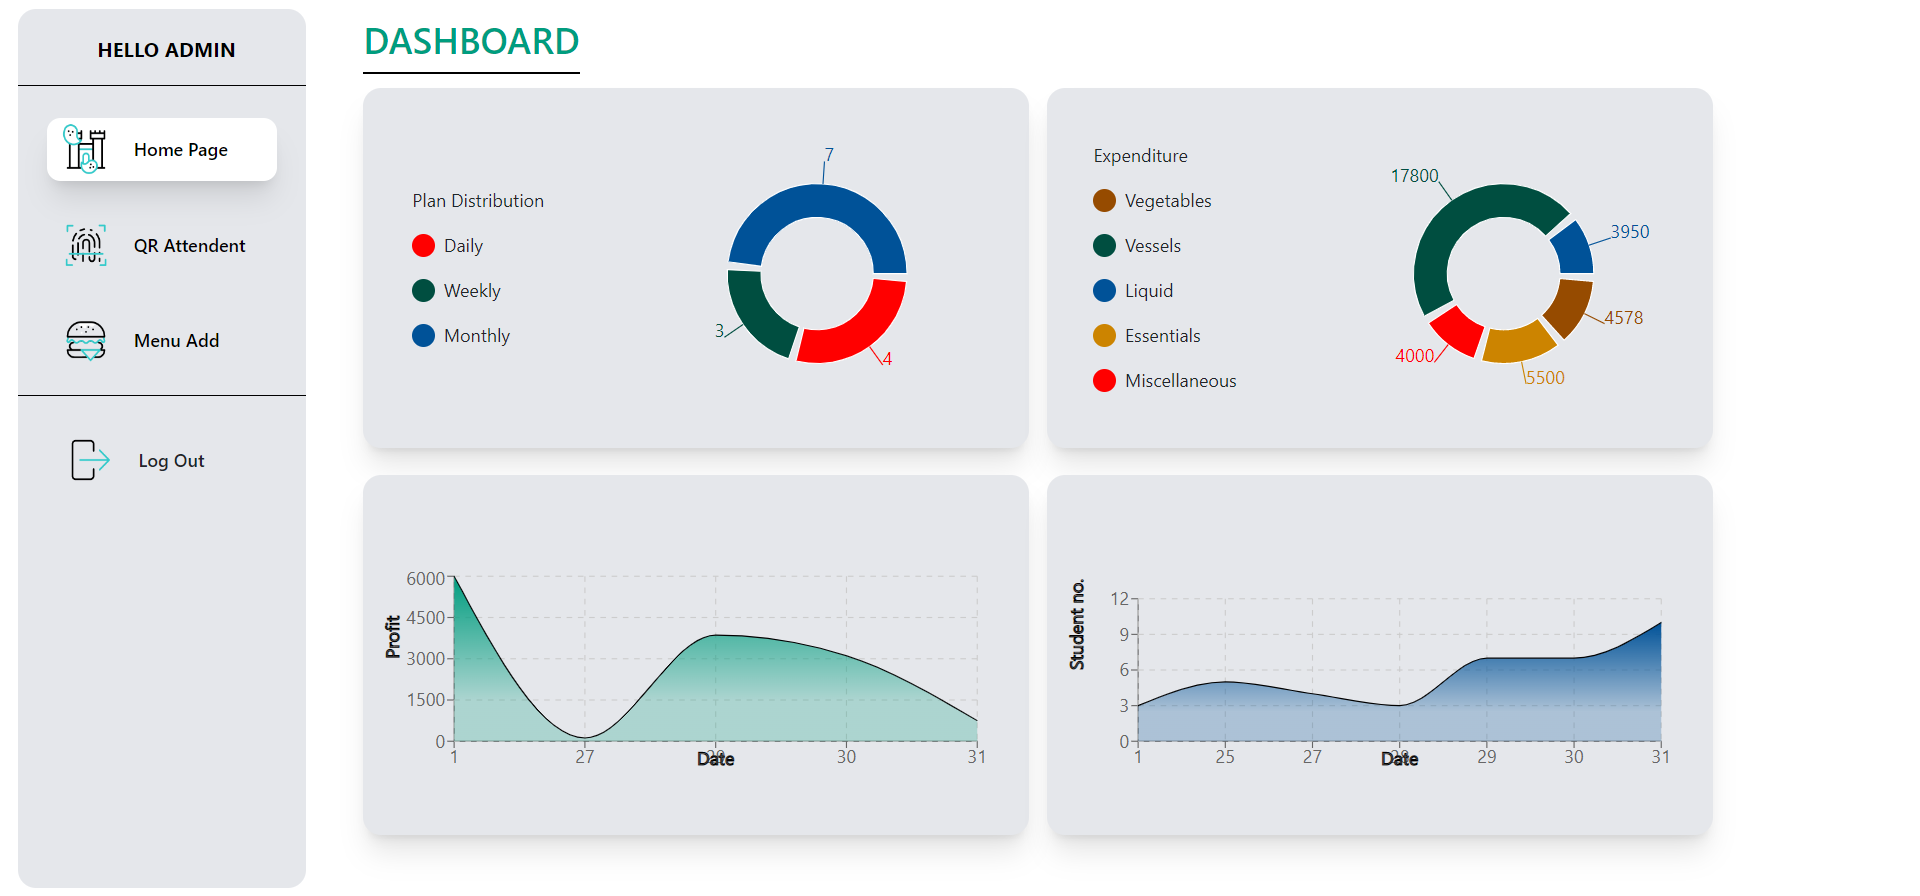 HELLO ADMIN
Home Page
QR Attendent
Menu Add
Log Out
DASHBOARD
Plan Distribution
Daily
Weekly
Monthly
7
3
4
Expenditure
Vegetables
Vessels
Liquid
Essentials
Miscellaneous
17800
3950
4578
5500
4000
Profit
6000
4500
3000
1500
0
1 27 29 30 31
Date
Student no.
12
9
6
3
0
1 25 27 28 29 30 31
Date